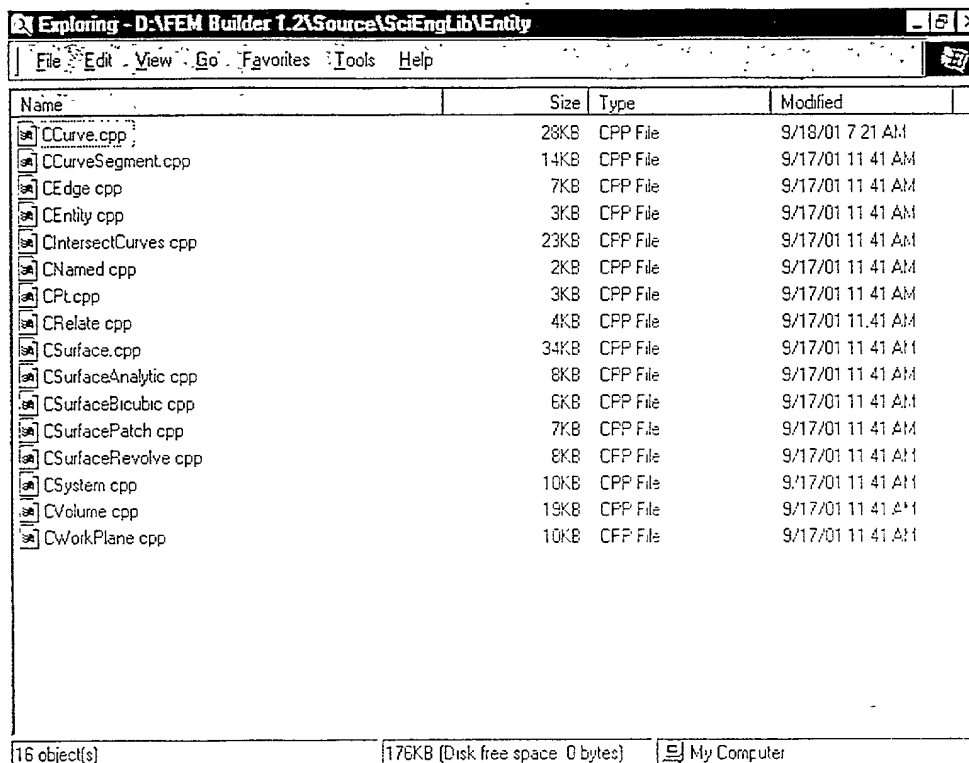 Exploring - D:\FEM Builder 1.2\Source\SciEngLib\Entity
File Edit View Go Favorites Tools Help
Name Size Type Modified
CCurve.cpp 28KB CPP File 9/18/01 7 21 AM
CCurveSegment.cpp 14KB CPP File 9/17/01 11 41 AM
CEdge cpp 7KB CPP File 9/17/01 11 41 AM
CEntity cpp 3KB CPP File 9/17/01 11 41 AM
CIntersectCurves cpp 23KB CPP File 9/17/01 11 41 AM
CNamed cpp 2KB CPP File 9/17/01 11 41 AM
CPt.cpp 3KB CPP File 9/17/01 11 41 AM
CRelate cpp 4KB CPP File 9/17/01 11.41 AM
CSurface.cpp 34KB CPP File 9/17/01 11 41 AM
CSurfaceAnalytic cpp 8KB CPP File 9/17/01 11 41 AM
CSurfaceBicubic cpp 6KB CPP File 9/17/01 11 41 AM
CSurfacePatch cpp 7KB CPP File 9/17/01 11 41 AM
CSurfaceRevolve cpp 8KB CPP File 9/17/01 11 41 AM
CSystem cpp 10KB CPP File 9/17/01 11 41 AM
CVolume cpp 19KB CPP File 9/17/01 11 41 AM
CWorkPlane cpp 10KB CPP File 9/17/01 11 41 AM
16 object(s) 176KB (Disk free space 0 bytes) My Computer